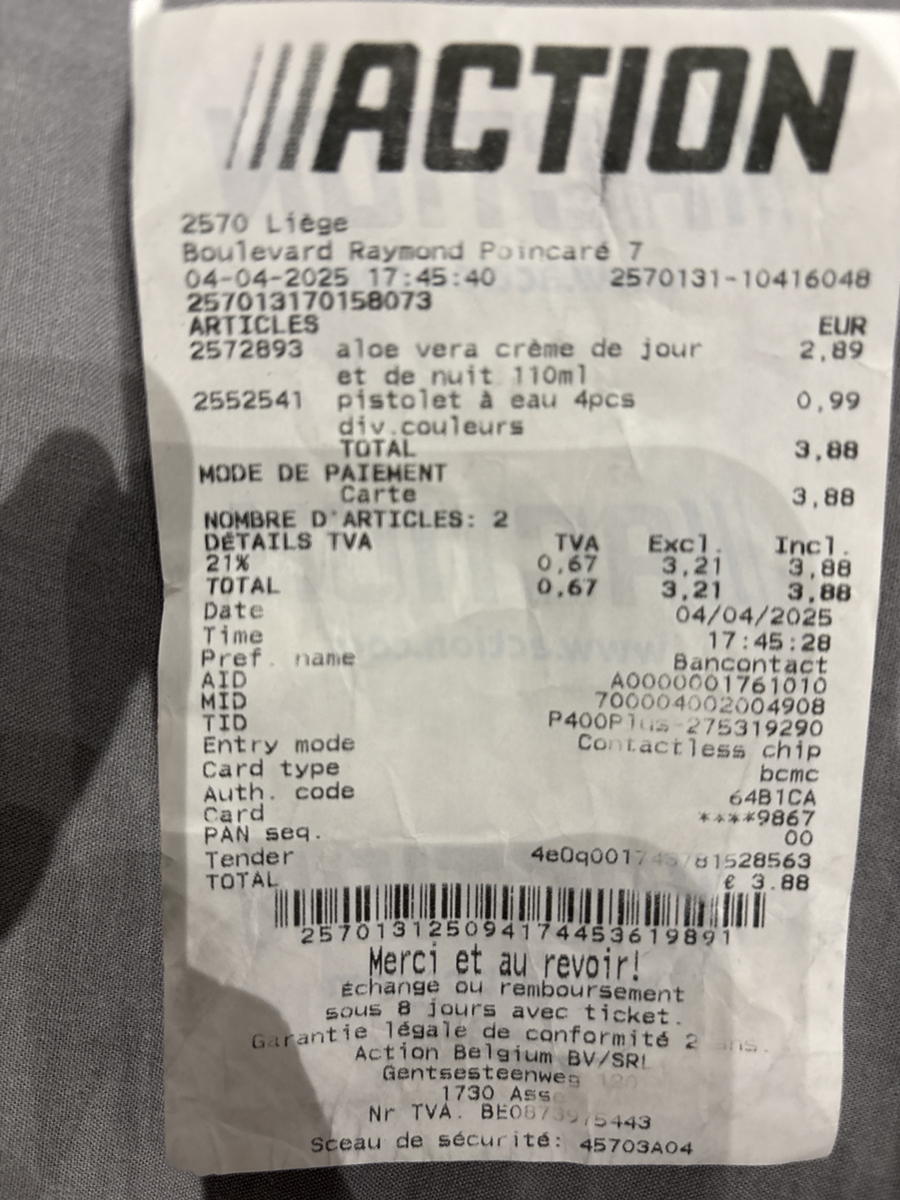 ACTION
2570 Liège
Boulevard Raymond Poincaré 7
04-04-2025 17:45:40 2570131-10416048
257013170158073
ARTICLES EUR
2572893 aloe vera crème de jour 2,89
et de nuit 110ml
2552541 pistolet à eau 4pcs 0,99
div.couleurs
TOTAL 3,88
MODE DE PAIEMENT
Carte 3,88
NOMBRE D'ARTICLES: 2
DÉTAILS TVA TVA Excl. Incl.
21% 0,67 3,21 3,88
TOTAL 0,67 3,21 3,88
Date 04/04/2025
Time 17:45:28
Pref. name Bancontact
AID A0000001761010
MID 700004002004908
TID P400Plus-275319290
Entry mode Contactless chip
Card type bcmc
Auth. code 64B1CA
Card ****9867
PAN seq. 00
Tender
TOTAL € 3.88
257013125094174453619891
Merci et au revoir!
Échange ou remboursement
sous 8 jours avec ticket.
Garantie légale de conformité 2 ans.
Action Belgium BV/SRL
Gentsesteenweg
1730
Nr TVA.
Sceau de sécurité: 45703A04